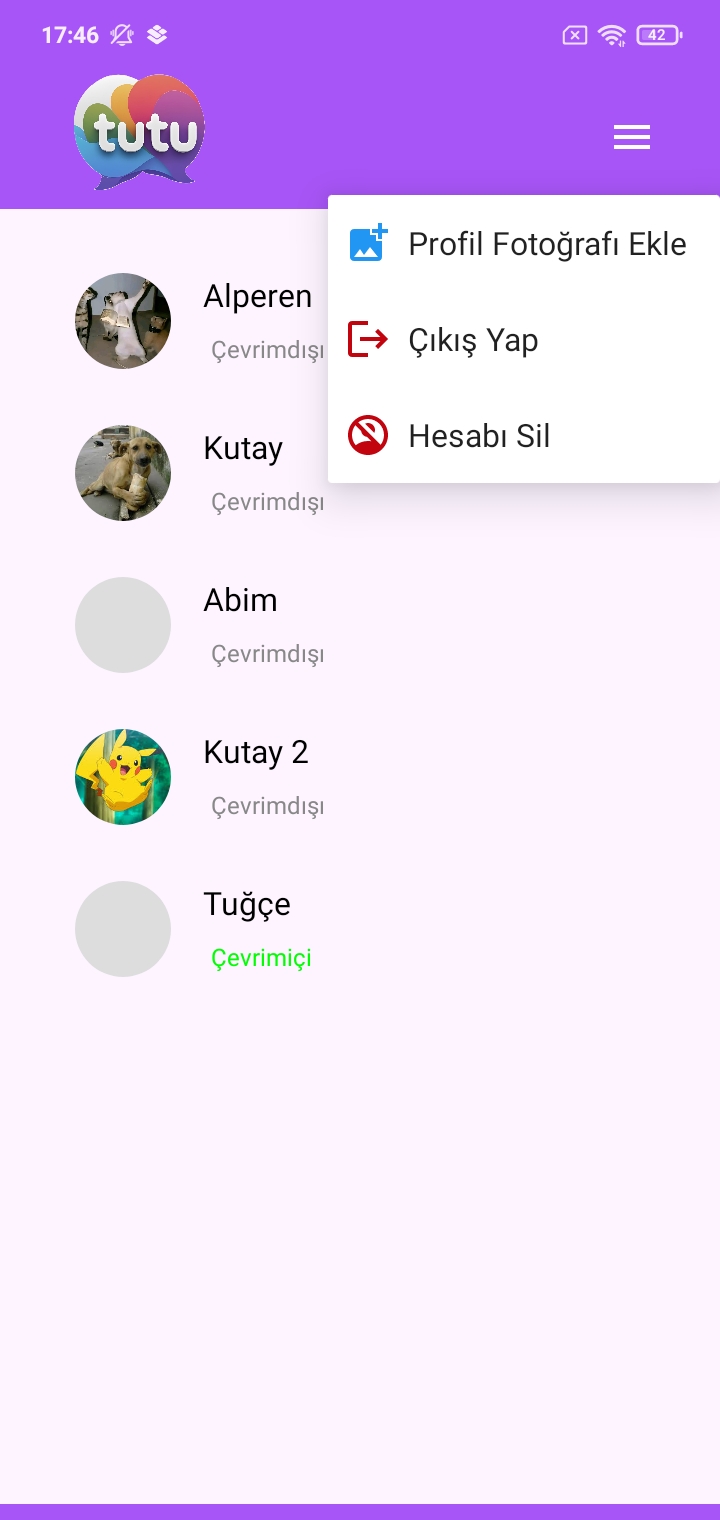 17:46
42
tutu
Profil Fotoğrafı Ekle
Alperen
Çıkış Yap
Çevrimdışı
Hesabı Sil
Kutay
Çevrimdışı
Abim
Çevrimdışı
Kutay 2
Çevrimdışı
Tuğçe
Çevrimiçi